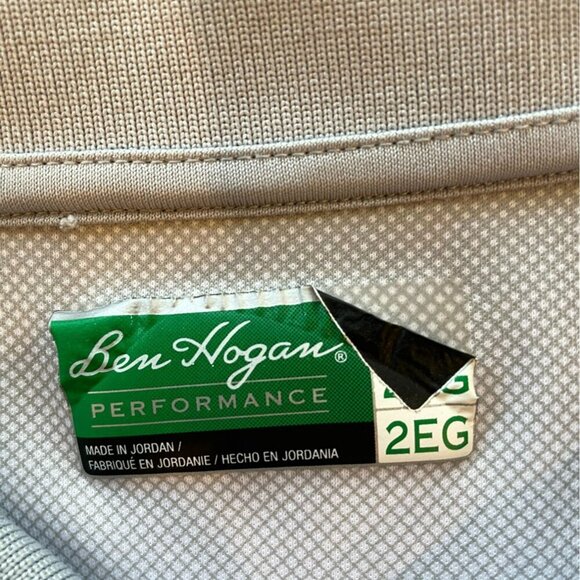 Ben Hogan®
PERFORMANCE
2EG
MADE IN JORDAN /
FABRIQUÉ EN JORDANIE / HECHO EN JORDANIA